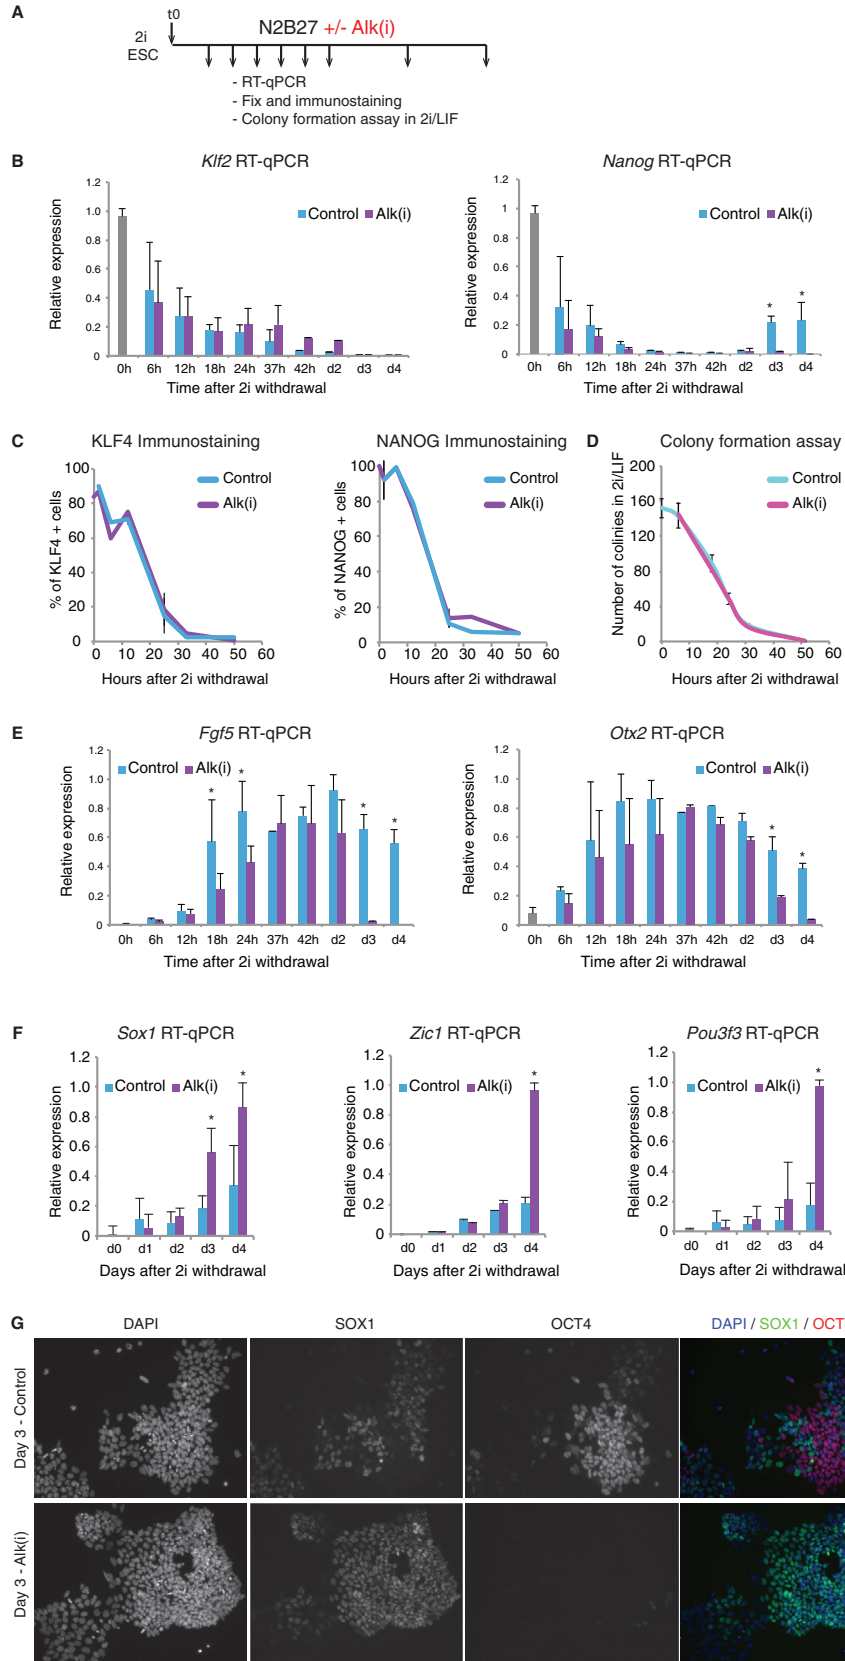 A
t0
2i
ESC
N2B27 +/- Alk(i)
- RT-qPCR
- Fix and immunostaining
- Colony formation assay in 2i/LIF
B
Klf2 RT-qPCR
Relative expression
1.2
1.0
0.8
0.6
0.4
0.2
0
Control Alk(i)
0h 6h 12h 18h 24h 37h 42h d2 d3 d4
Time after 2i withdrawal
Nanog RT-qPCR
Relative expression
1.2
1
0.8
0.6
0.4
0.2
0
Control Alk(i)
* *
0h 6h 12h 18h 24h 37h 42h d2 d3 d4
Time after 2i withdrawal
C
KLF4 Immunostaining
% of KLF4 + cells
100
80
60
40
20
0
Control
Alk(i)
0 10 20 30 40 50 60
Hours after 2i withdrawal
NANOG Immunostaining
% of NANOG + cells
100
80
60
40
20
0
Control
Alk(i)
0 10 20 30 40 50 60
Hours after 2i withdrawal
D
Colony formation assay
Number of colinies in 2i/LIF
200
160
120
80
40
0
Control
Alk(i)
0 10 20 30 40 50 60
Hours after 2i withdrawal
E
Fgf5 RT-qPCR
Relative expression
1.2
1.0
0.8
0.6
0.4
0.2
0
Control Alk(i)
* * * *
0h 6h 12h 18h 24h 37h 42h d2 d3 d4
Time after 2i withdrawal
Otx2 RT-qPCR
Relative expression
1.2
1.0
0.8
0.6
0.4
0.2
0
Control Alk(i)
* *
0h 6h 12h 18h 24h 37h 42h d2 d3 d4
Time after 2i withdrawal
F
Sox1 RT-qPCR
Relative expression
1.2
1.0
0.8
0.6
0.4
0.2
0
Control Alk(i)
* *
d0 d1 d2 d3 d4
Days after 2i withdrawal
Zic1 RT-qPCR
Relative expression
1.2
1.0
0.8
0.6
0.4
0.2
0
Control Alk(i)
*
d0 d1 d2 d3 d4
Days after 2i withdrawal
Pou3f3 RT-qPCR
Relative expression
1.2
1.0
0.8
0.6
0.4
0.2
0
Control Alk(i)
*
d0 d1 d2 d3 d4
Days after 2i withdrawal
G
DAPI SOX1 OCT4 DAPI / SOX1 / OCT
Day 3 - Control
Day 3 - Alk(i)